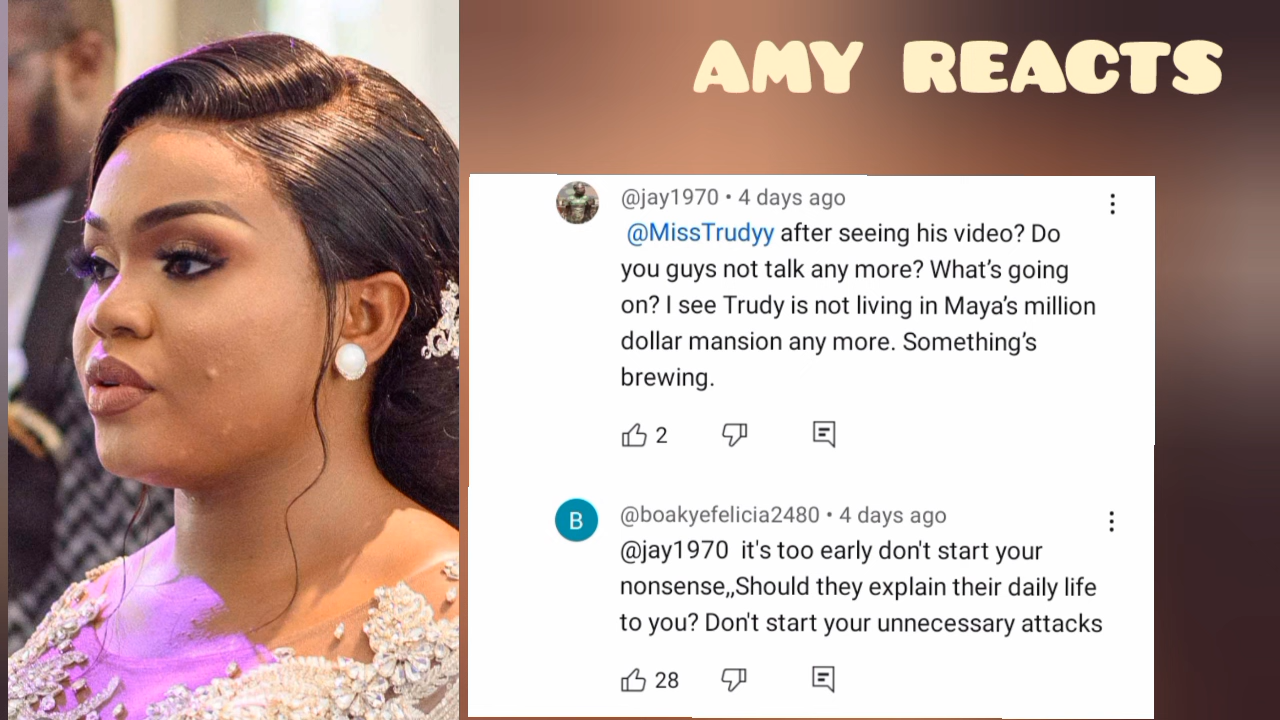 AMY REACTS
@jay1970 • 4 days ago
@MissTrudyy after seeing his video? Do
you guys not talk any more? What’s going
on? I see Trudy is not living in Maya’s million
dollar mansion any more. Something’s
brewing.
2
B
@boakyefelicia2480 • 4 days ago
@jay1970 it's too early don't start your
nonsense,,Should they explain their daily life
to you? Don't start your unnecessary attacks
28